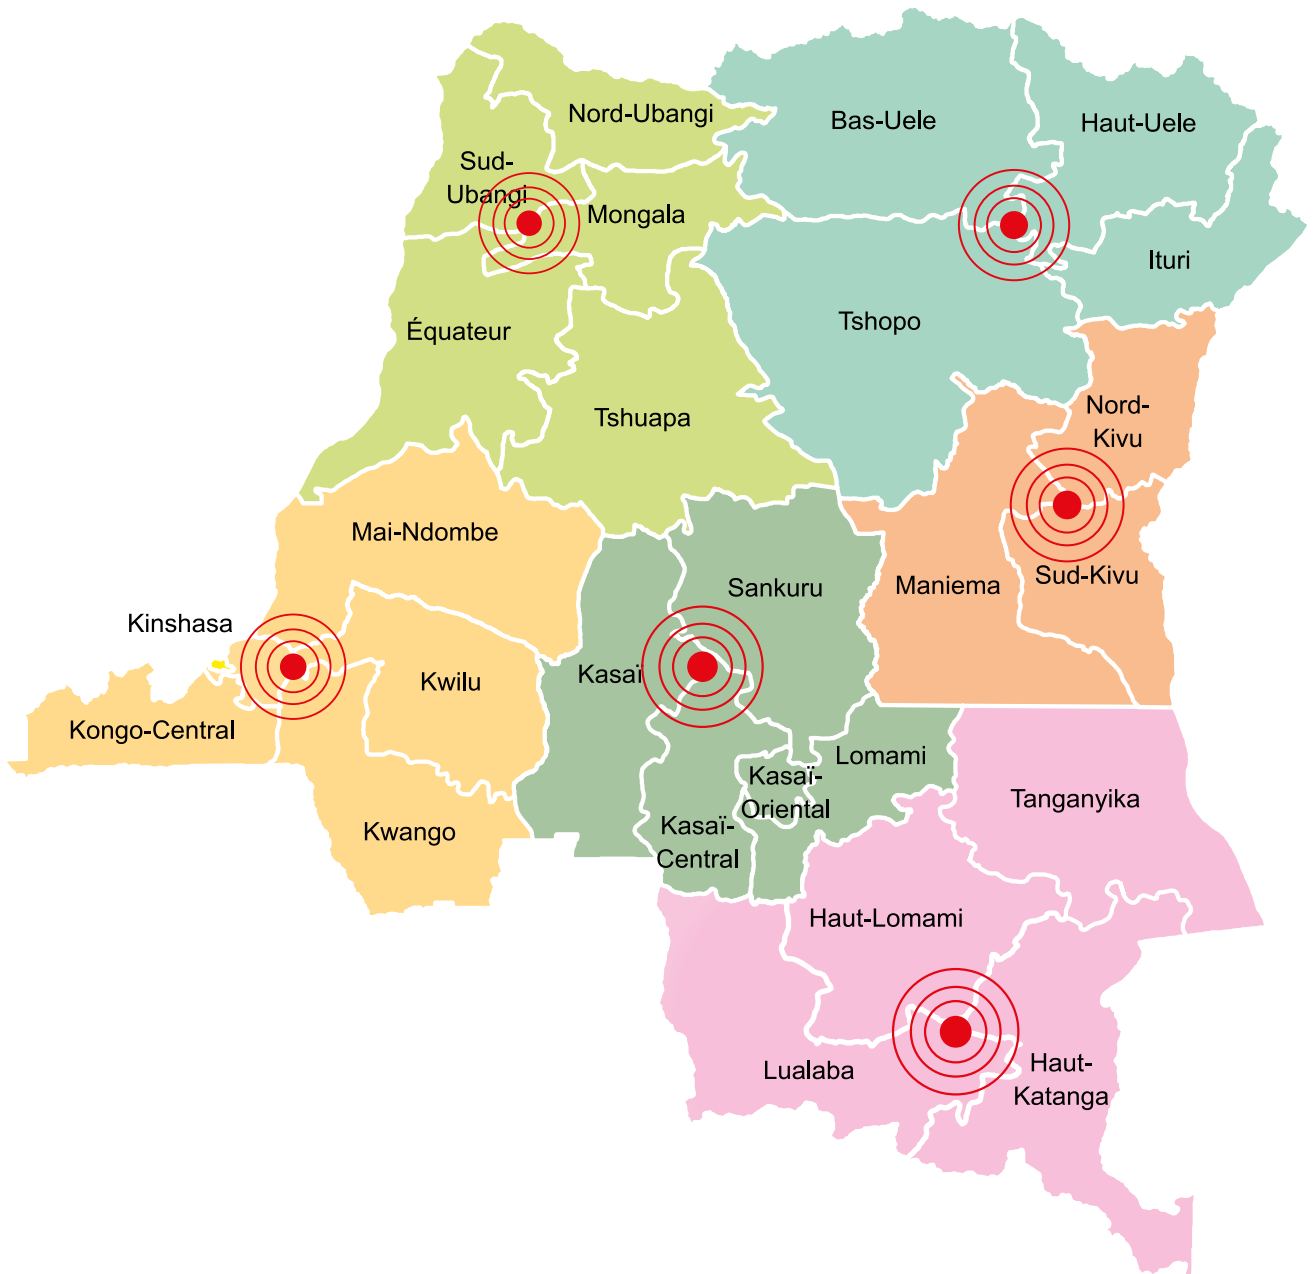 Nord-Ubangi
Bas-Uele
Haut-Uele
Sud-
Ubangi
Mongala
Ituri
Équateur
Tshopo
Tshuapa
Nord-
Kivu
Mai-Ndombe
Sankuru
Maniema
Sud-Kivu
Kinshasa
Kasaï
Kwilu
Kongo-Central
Lomami
Kasaï-
Oriental
Tanganyika
Kwango
Kasaï-
Central
Haut-Lomami
Lualaba
Haut-
Katanga